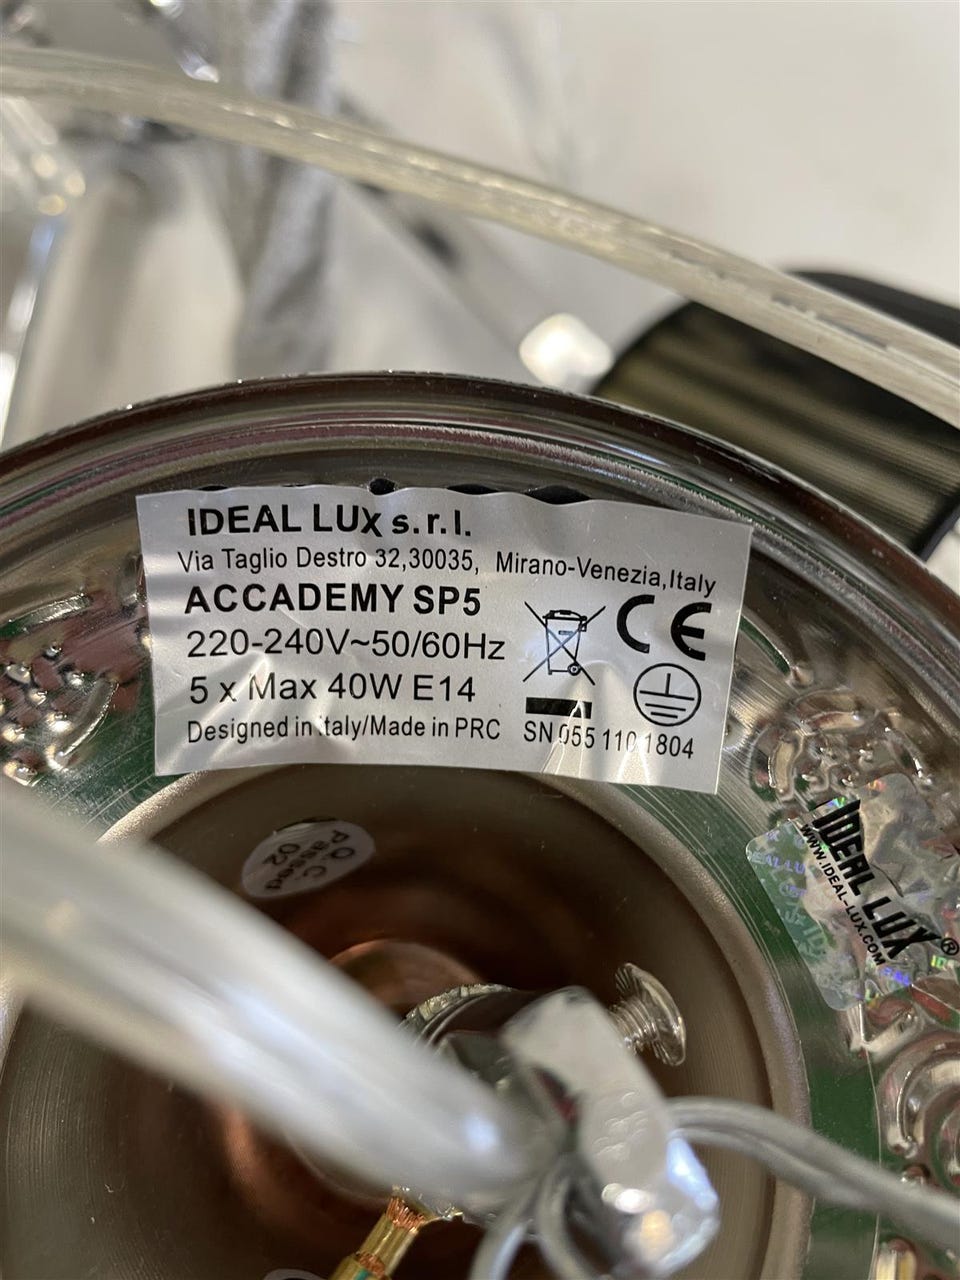 IDEAL LUX s.r.l.
Via Taglio Destro 32,30035, Mirano-Venezia,Italy
ACCADEMY SP5
220-240V~50/60Hz
5 x Max 40W E14
Designed in Italy/Made in PRC
CE
SN 055 110 1804
Q.C.
Passed
02
IDEAL LUX®
WWW.IDEAL-LUX.COM